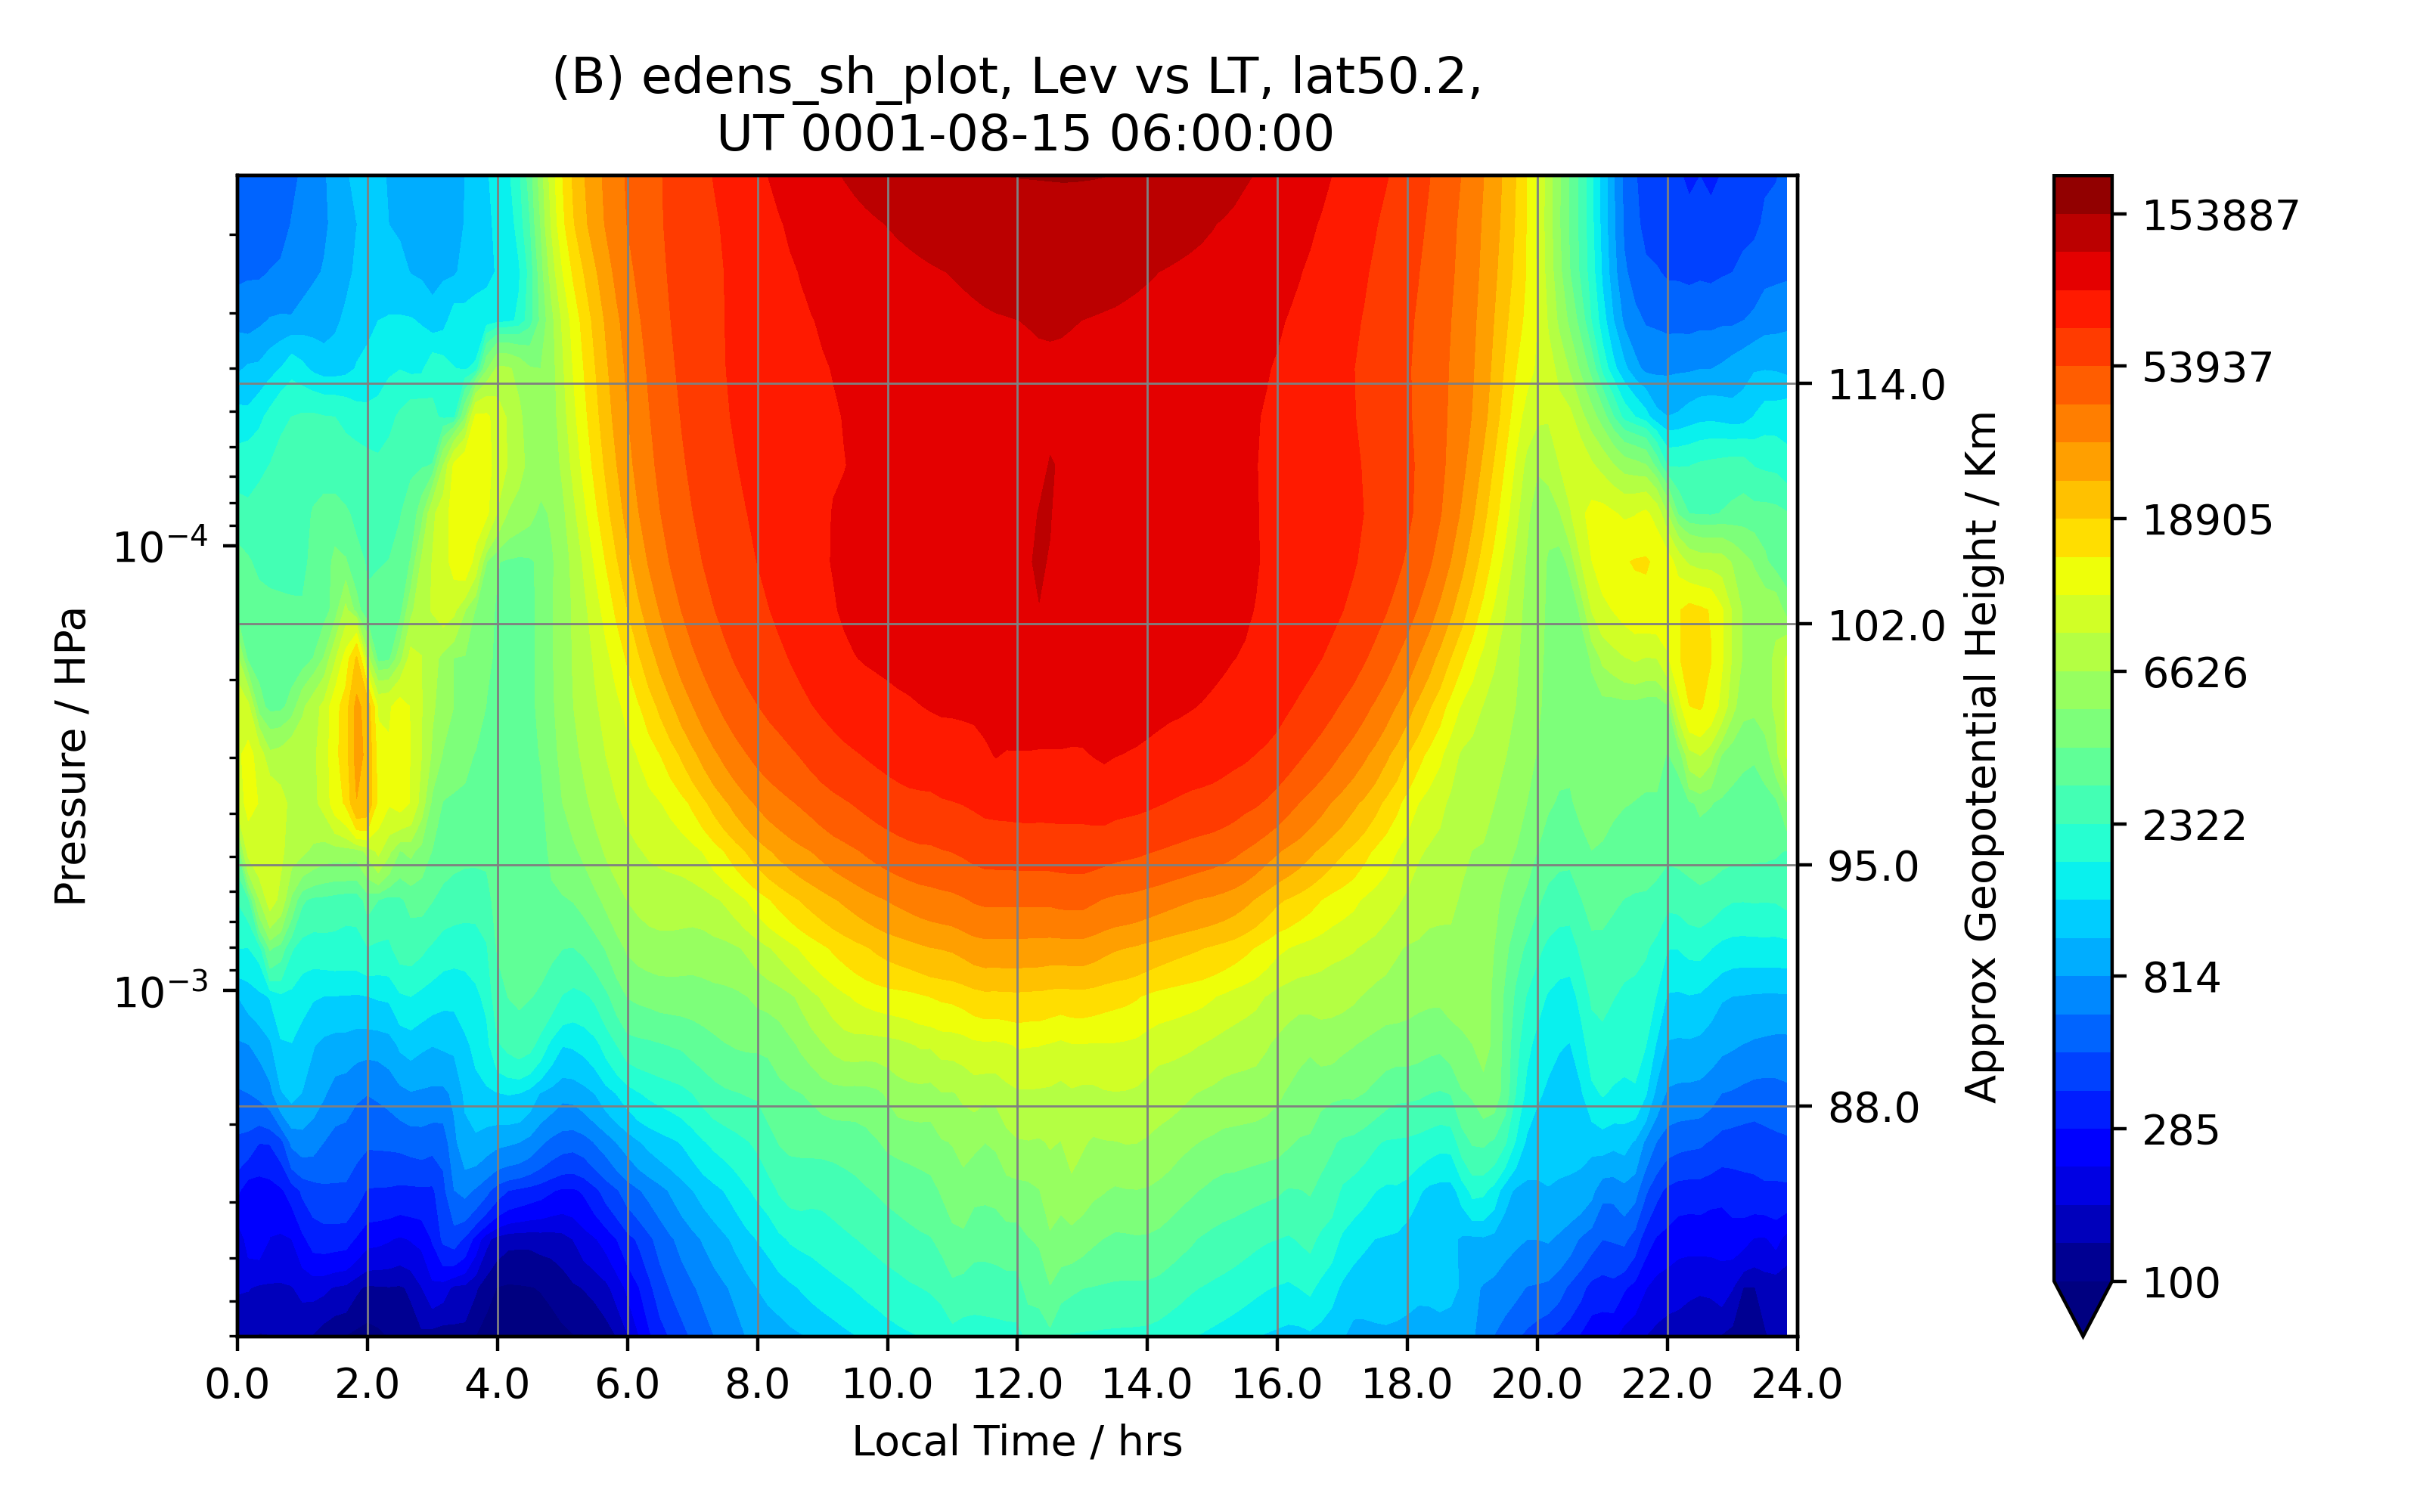 (B) edens_sh_plot, Lev vs LT, lat50.2,
UT 0001-08-15 06:00:00
Pressure / HPa
10⁻⁴
10⁻³
0.0 2.0 4.0 6.0 8.0 10.0 12.0 14.0 16.0 18.0 20.0 22.0 24.0
Local Time / hrs
114.0
102.0
95.0
88.0
Approx Geopotential Height / Km
153887
53937
18905
6626
2322
814
285
100